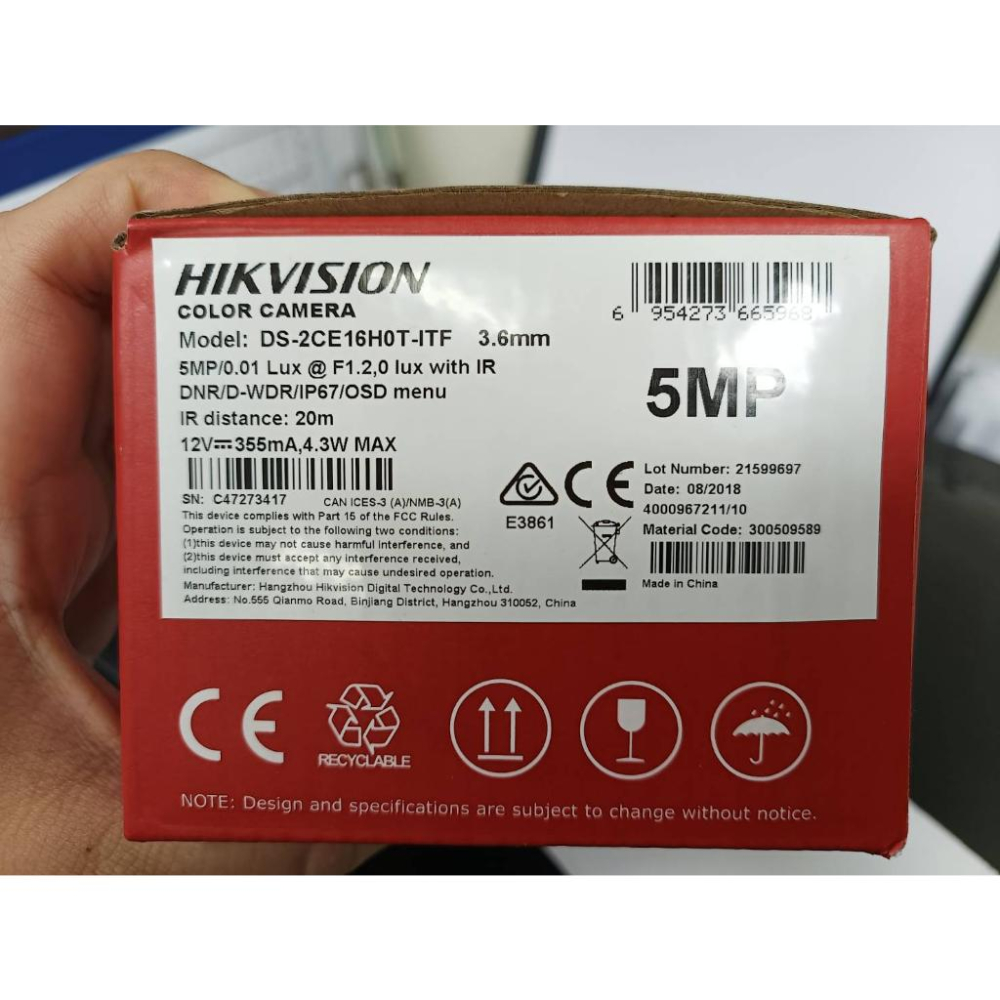 HIKVISION
COLOR CAMERA
Model: DS-2CE16H0T-ITF 3.6mm
5MP/0.01 Lux @ F1.2,0 lux with IR
DNR/D-WDR/IP67/OSD menu
IR distance: 20m
12V⎓355mA,4.3W MAX
SN: C47273417 CAN ICES-3 (A)/NMB-3(A)
This device complies with Part 15 of the FCC Rules.
Operation is subject to the following two conditions:
(1)this device may not cause harmful interference, and
(2)this device must accept any interference received,
including interference that may cause undesired operation.
Manufacturer: Hangzhou Hikvision Digital Technology Co.,Ltd.
Address: No.555 Qianmo Road, Binjiang District, Hangzhou 310052, China
6 954273 665968
5MP
CE
E3861
Lot Number: 21599697
Date: 08/2018
4000967211/10
Material Code: 300509589
Made in China
CE
RECYCLABLE
NOTE: Design and specifications are subject to change without notice.